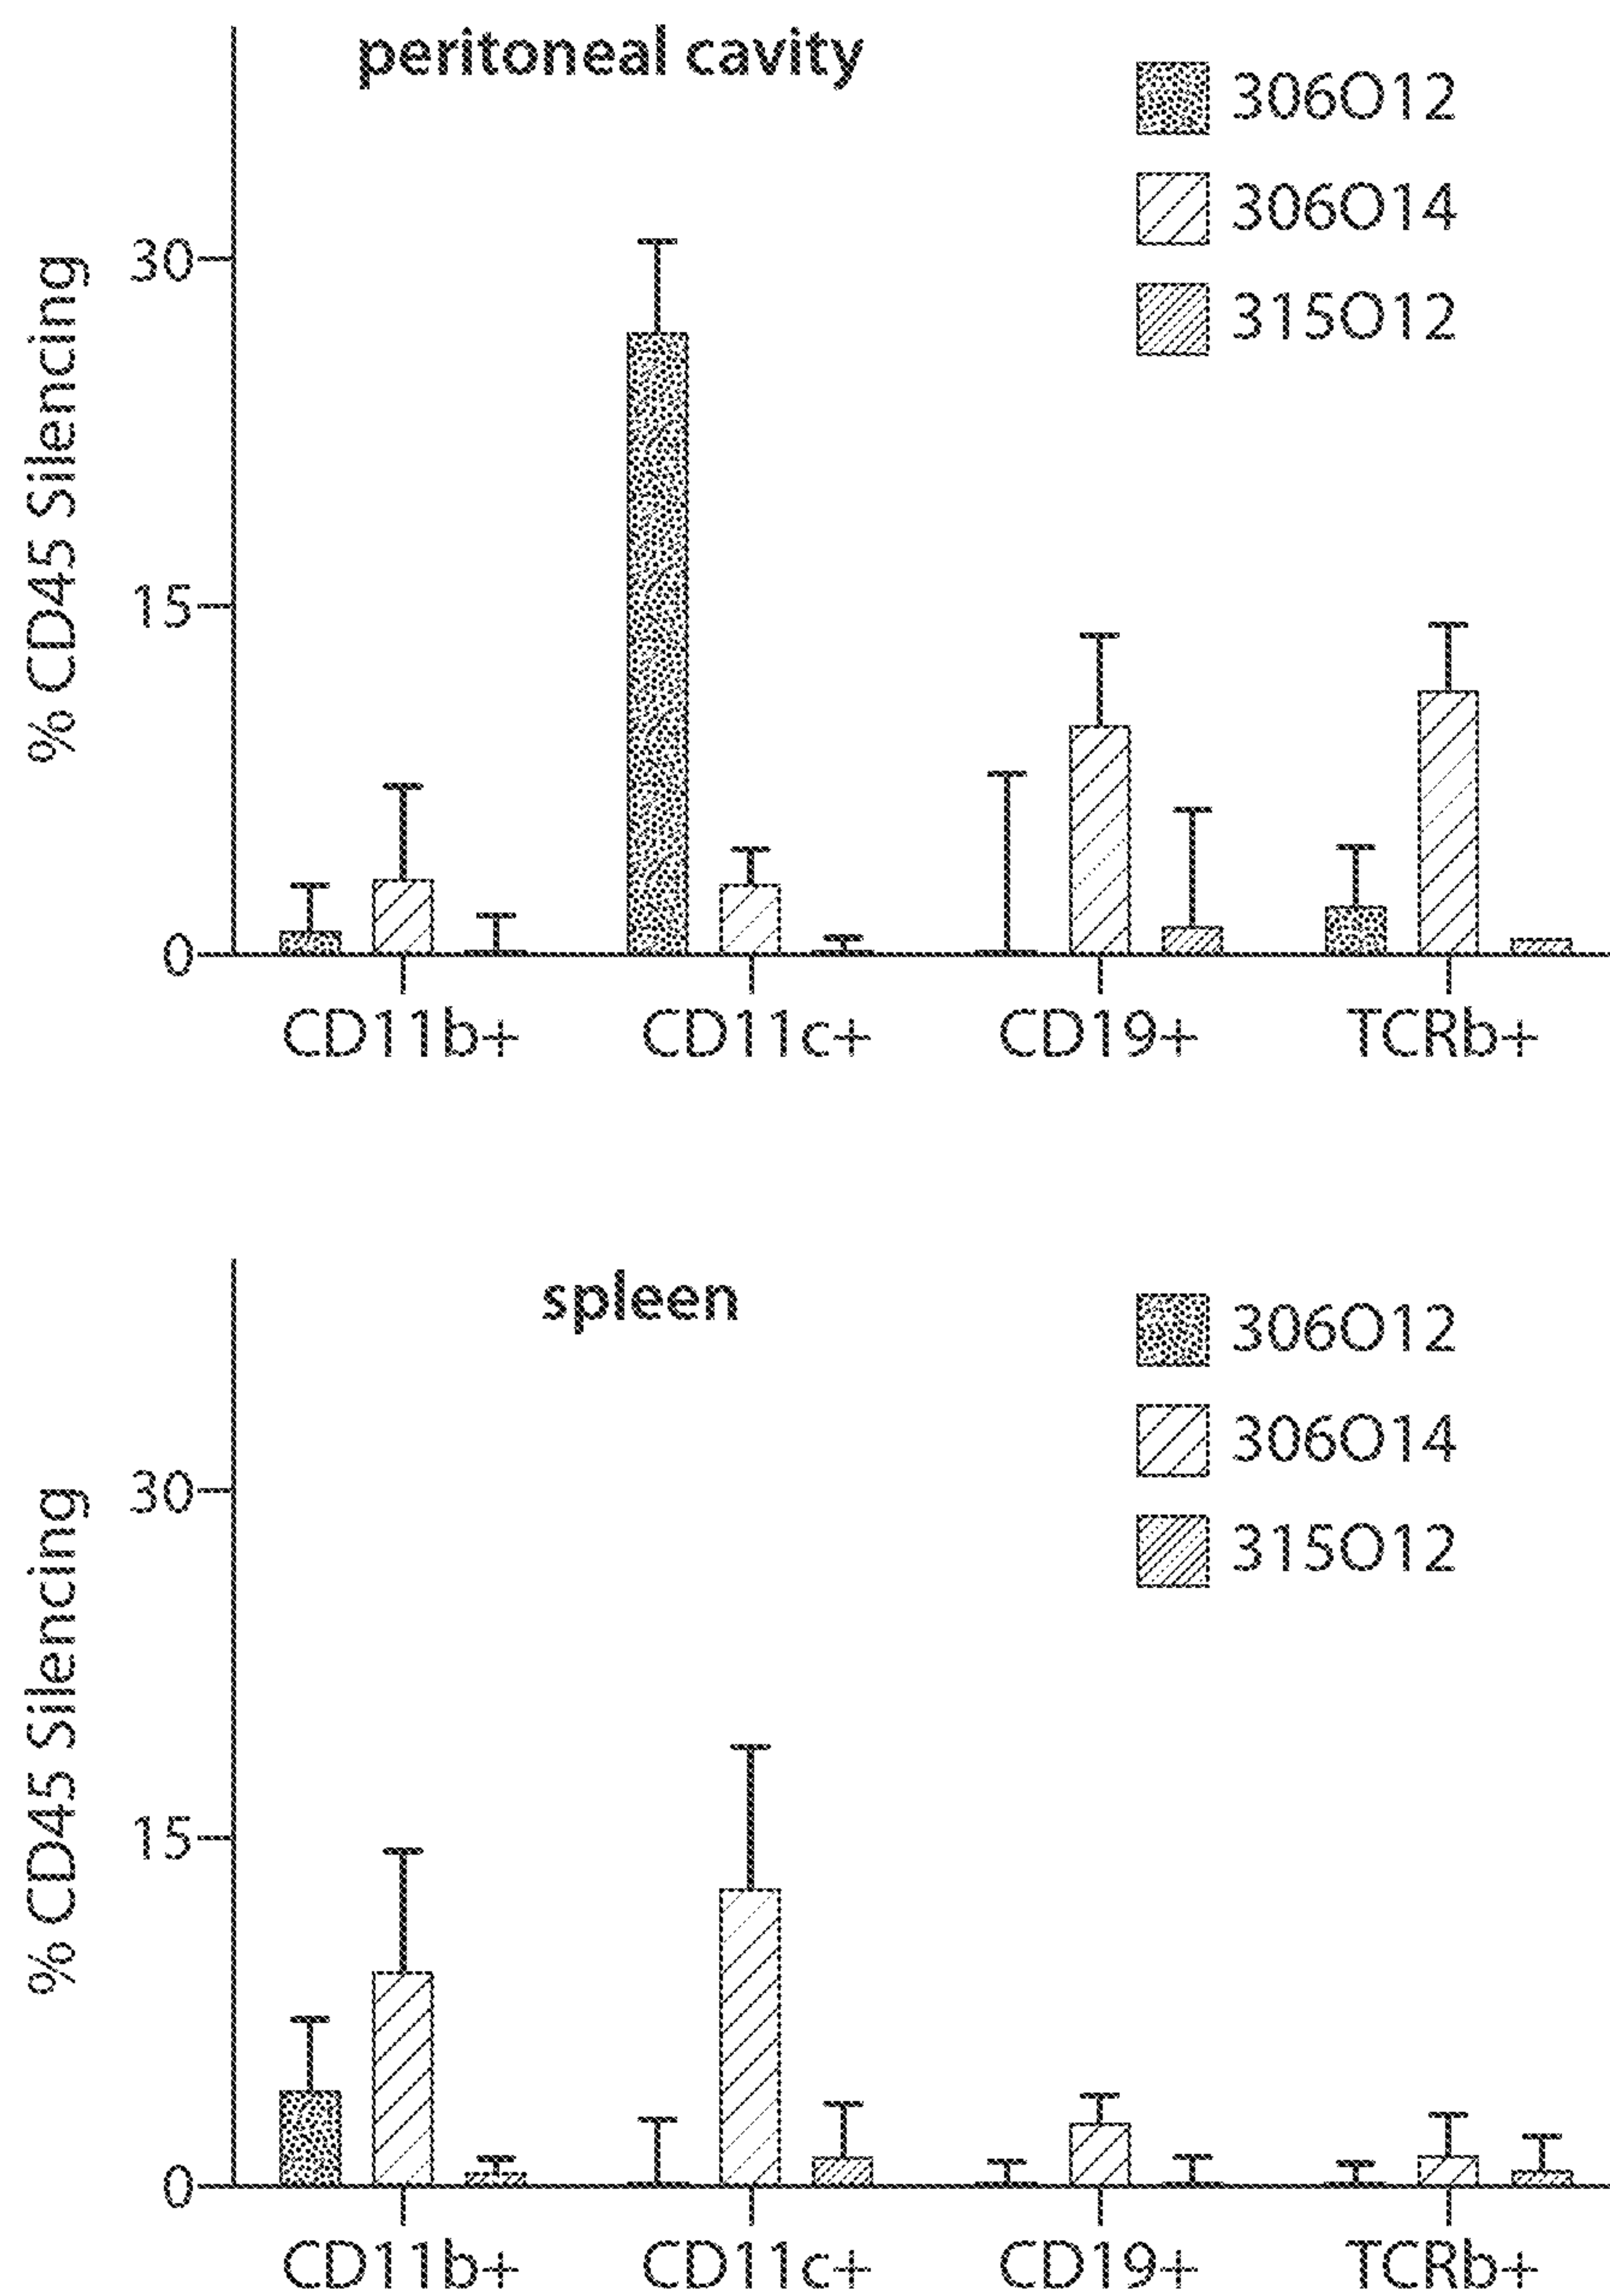 peritoneal cavity
306O12
306O14
315O12
% CD45 Silencing
30
15
0
CD11b+ CD11c+ CD19+ TCRb+
spleen
306O12
306O14
315O12
% CD45 Silencing
30
15
0
CD11b+ CD11c+ CD19+ TCRb+